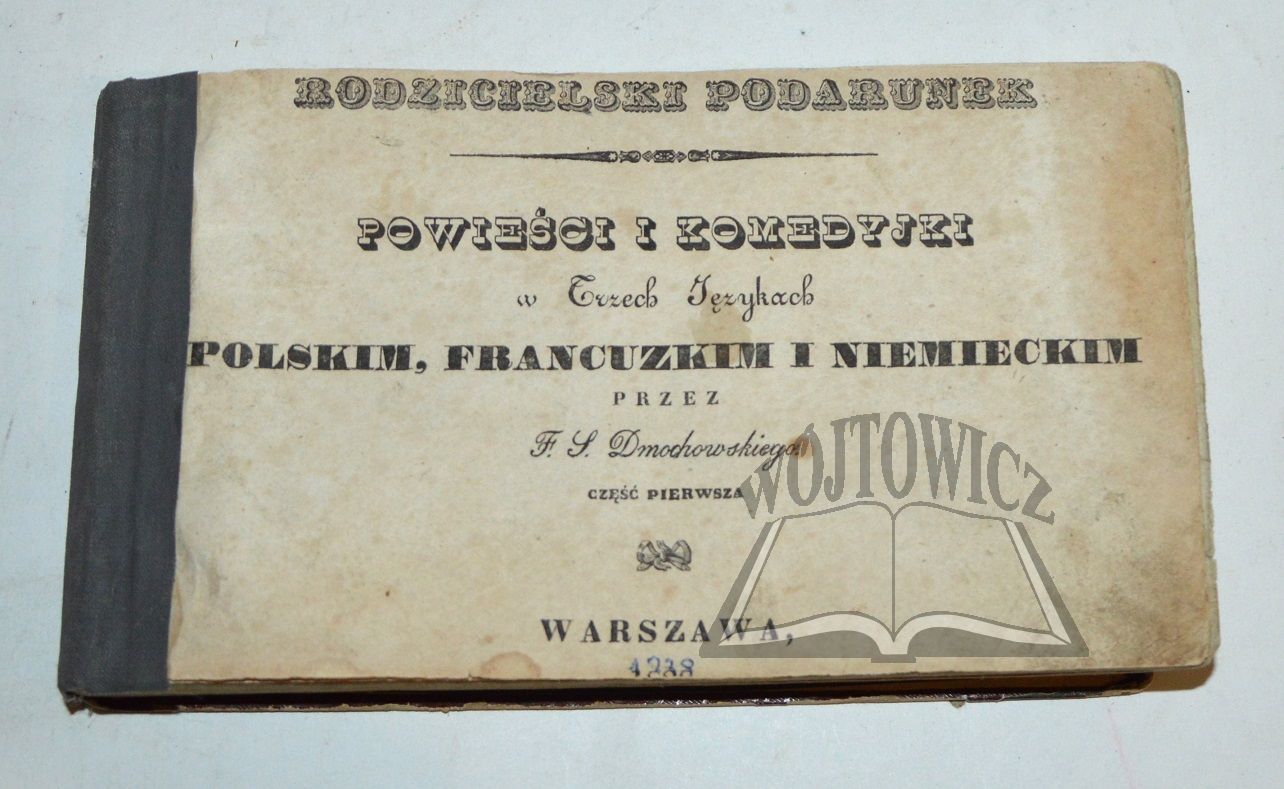 RODZICIELSKI PODARUNEK
POWIEŚCI I KOMEDYJKI
w Trzech Językach
POLSKIM, FRANCUZKIM I NIEMIECKIM
PRZEZ
F. S. Dmochowskiego.
CZĘŚĆ PIERWSZA
WÓJTOWICZ
WARSZAWA,